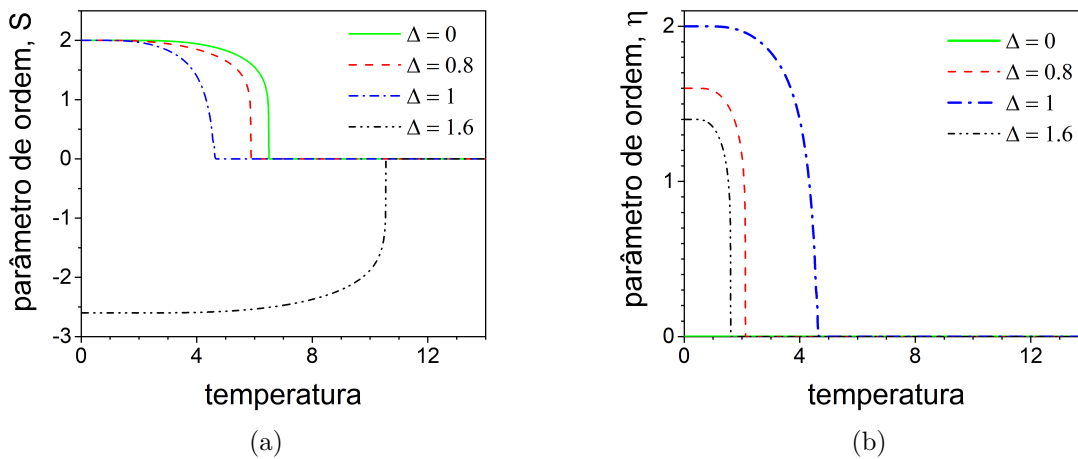 parâmetro de ordem, S
2
1
0
-1
-2
-3
Δ = 0
Δ = 0.8
Δ = 1
Δ = 1.6
0 4 8 12
temperatura
(a)
parâmetro de ordem, η
2
1
0
Δ = 0
Δ = 0.8
Δ = 1
Δ = 1.6
0 4 8 12
temperatura
(b)